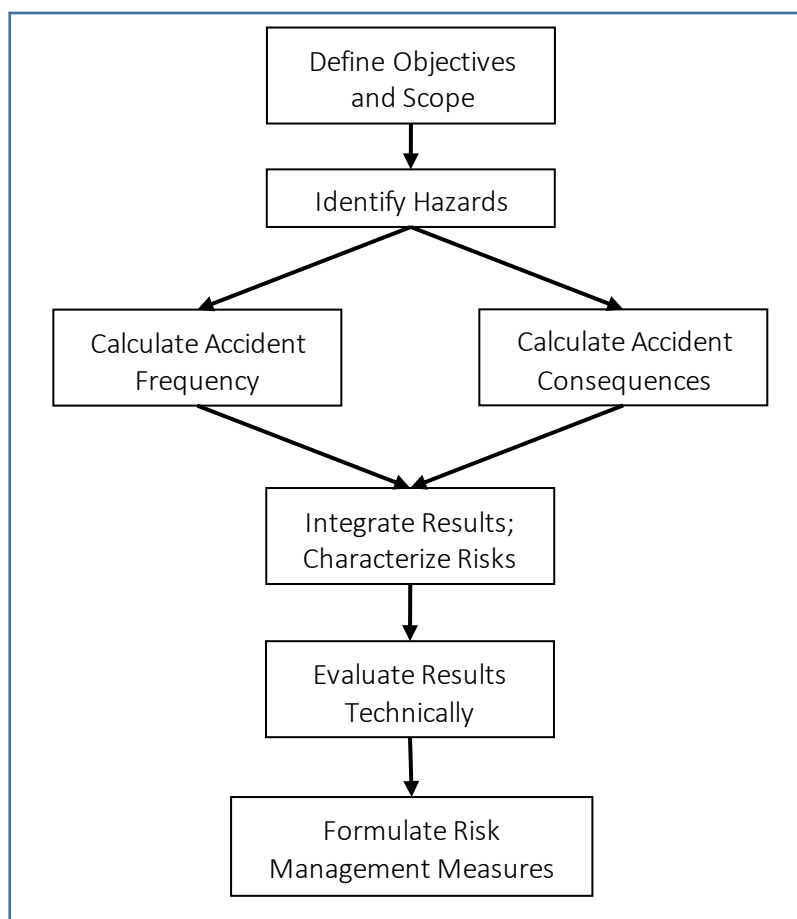 Define Objectives
and Scope
Identify Hazards
Calculate Accident
Frequency
Calculate Accident
Consequences
Integrate Results;
Characterize Risks
Evaluate Results
Technically
Formulate Risk
Management Measures